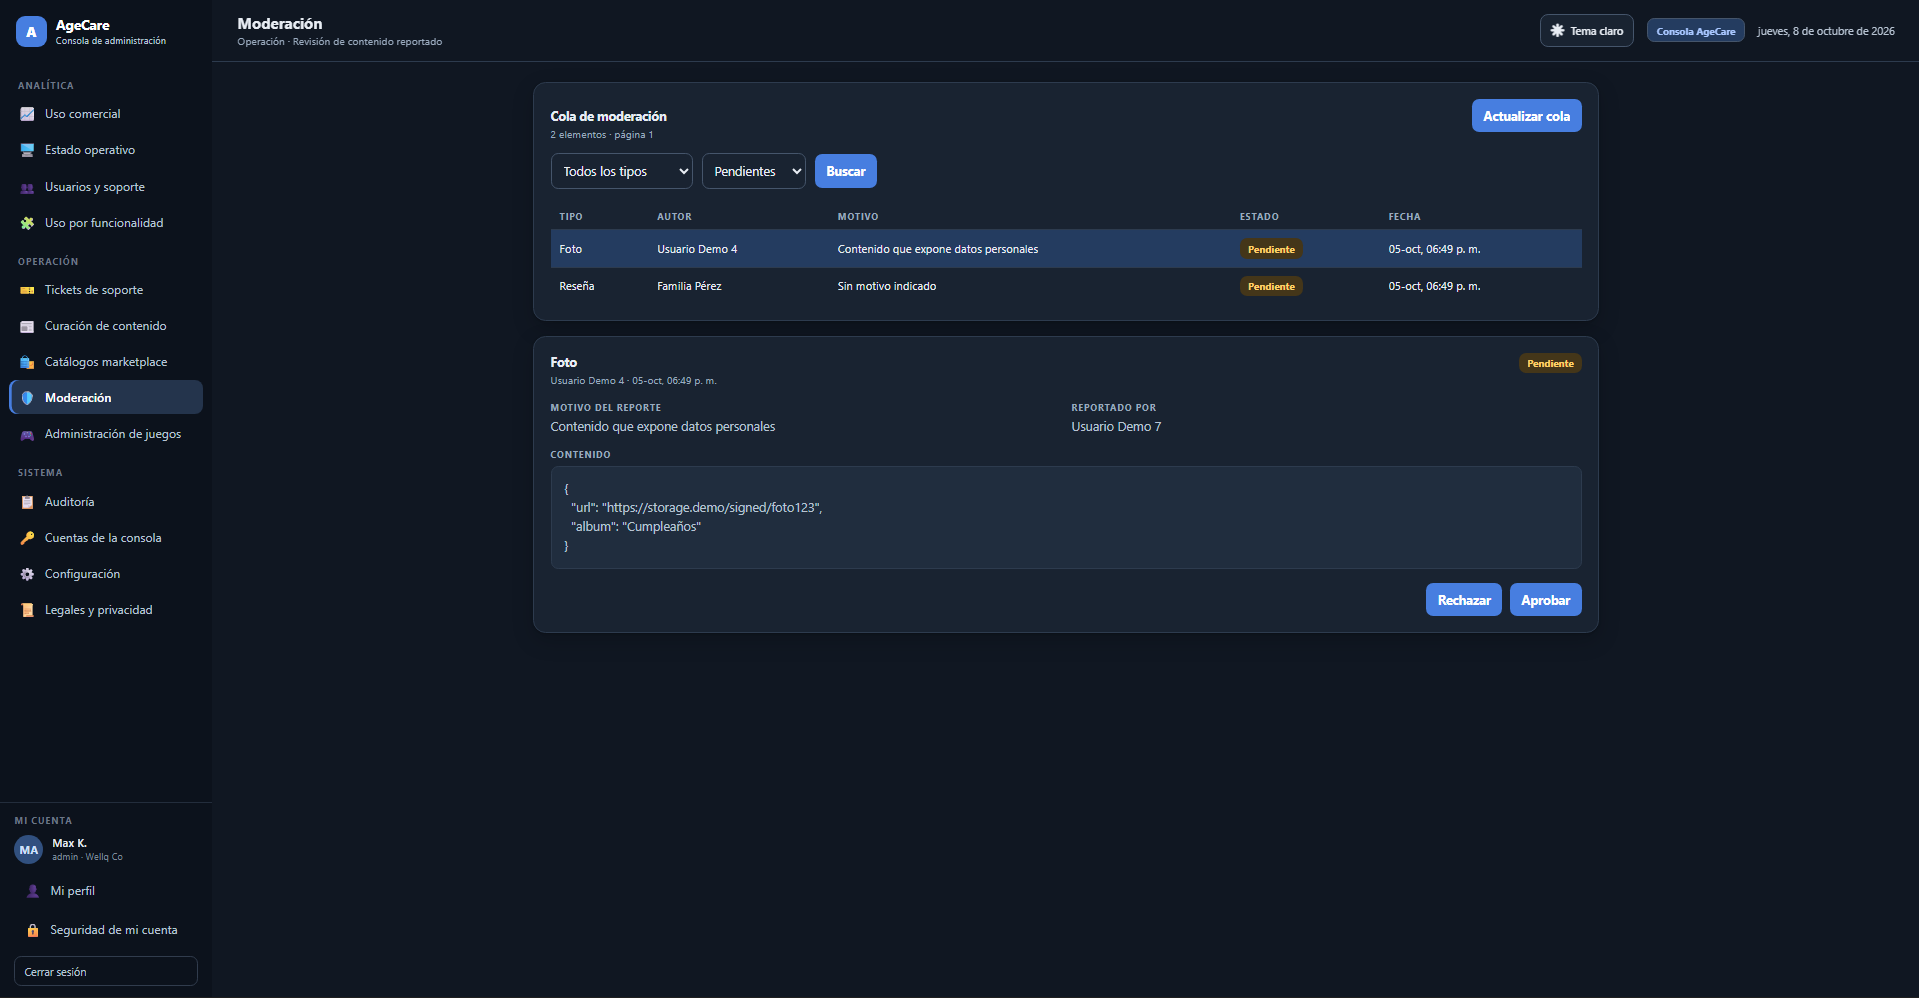 A
AgeCare
Consola de administración
ANALÍTICA
Uso comercial
Estado operativo
Usuarios y soporte
Uso por funcionalidad
OPERACIÓN
Tickets de soporte
Curación de contenido
Catálogos marketplace
Moderación
Administración de juegos
SISTEMA
Auditoría
Cuentas de la consola
Configuración
Legales y privacidad
MI CUENTA
MA
Max K.
admin · Wellq Co
Mi perfil
Seguridad de mi cuenta
Cerrar sesión
Moderación
Operación · Revisión de contenido reportado
Tema claro
Consola AgeCare
jueves, 8 de octubre de 2026
Cola de moderación
2 elementos · página 1
Actualizar cola
Todos los tipos
Pendientes
Buscar
TIPO AUTOR MOTIVO ESTADO FECHA
Foto Usuario Demo 4 Contenido que expone datos personales Pendiente 05-oct, 06:49 p. m.
Reseña Familia Pérez Sin motivo indicado Pendiente 05-oct, 06:49 p. m.
Foto
Usuario Demo 4 · 05-oct, 06:49 p. m.
Pendiente
MOTIVO DEL REPORTE
Contenido que expone datos personales
REPORTADO POR
Usuario Demo 7
CONTENIDO
{
"url": "https://storage.demo/signed/foto123",
"album": "Cumpleaños"
}
Rechazar
Aprobar